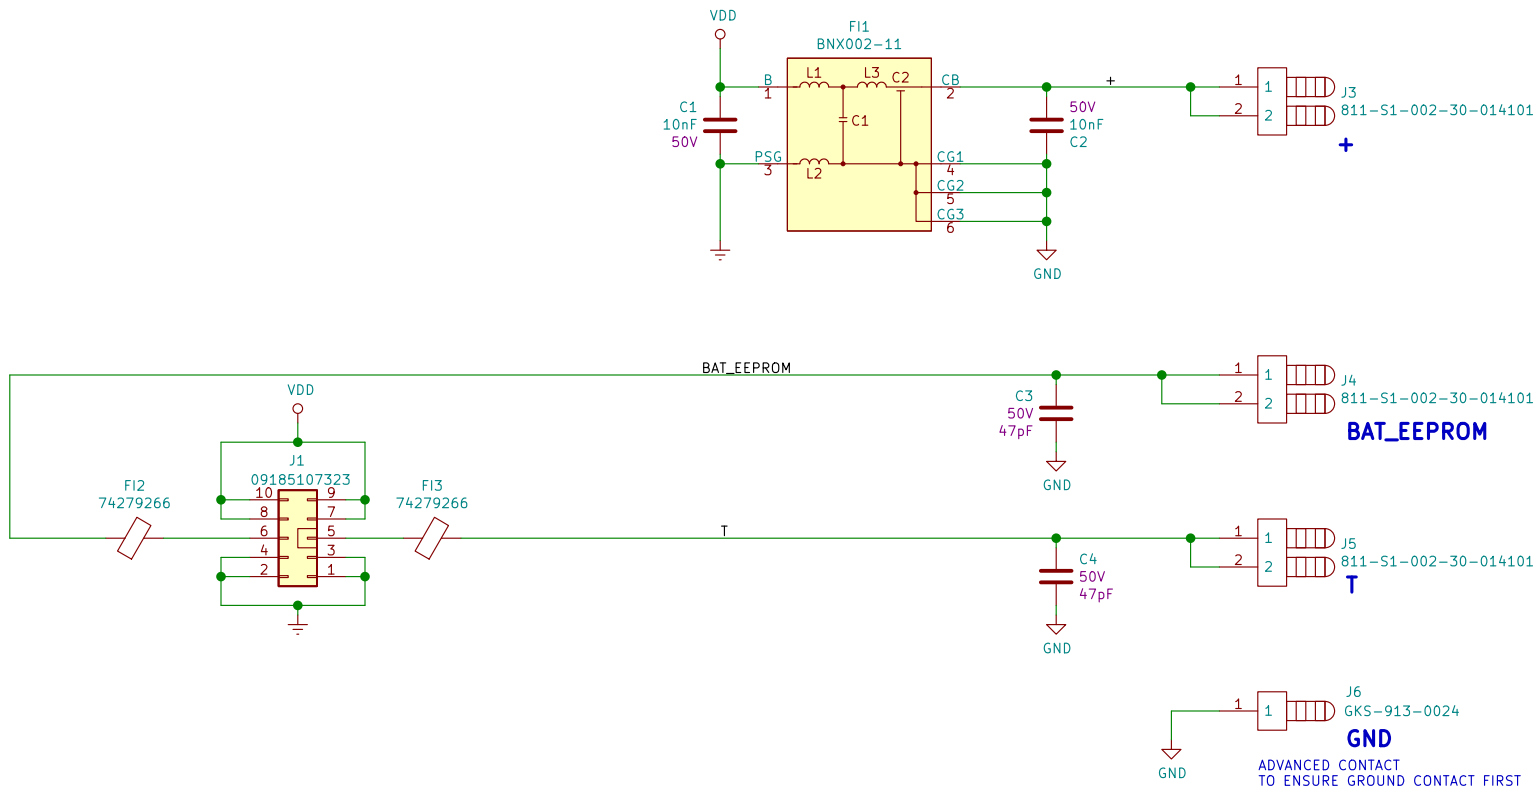 VDD
FI1
BNX002-11
L1
L3
C2
B
1
CB
2
C1
10nF
50V
C1
50V
10nF
C2
PSG
3
L2
CG1
4
CG2
5
CG3
6
GND
+
1
2
1
2
J3
811-S1-002-30-014101
+
BAT_EEPROM
C3
50V
47pF
GND
1
2
1
2
J4
811-S1-002-30-014101
BAT_EEPROM
VDD
J1
09185107323
10
9
8
7
6
5
4
3
2
1
FI2
74279266
FI3
74279266
T
C4
50V
47pF
GND
1
2
1
2
J5
811-S1-002-30-014101
T
1
1
J6
GKS-913-0024
GND
GND
ADVANCED CONTACT
TO ENSURE GROUND CONTACT FIRST